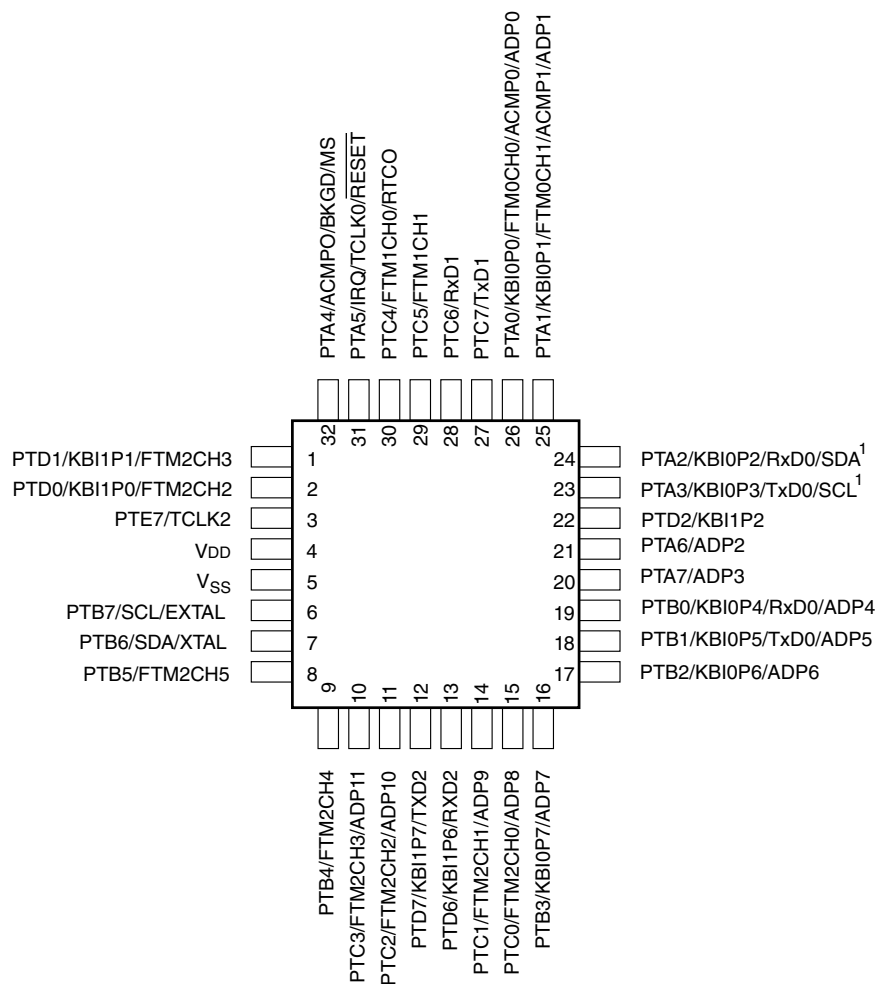 PTA4/ACMPO/BKGD/MS
PTA5/IRQ/TCLK0/RESET
PTC4/FTM1CH0/RTCO
PTC5/FTM1CH1
PTC6/RxD1
PTC7/TxD1
PTA0/KBI0P0/FTM0CH0/ACMP0/ADP0
PTA1/KBI0P1/FTM0CH1/ACMP1/ADP1
32
31
30
29
28
27
26
25
PTD1/KBI1P1/FTM2CH3 1
PTD0/KBI1P0/FTM2CH2 2
PTE7/TCLK2 3
VDD 4
VSS 5
PTB7/SCL/EXTAL 6
PTB6/SDA/XTAL 7
PTB5/FTM2CH5 8
24 PTA2/KBI0P2/RxD0/SDA1
23 PTA3/KBI0P3/TxD0/SCL1
22 PTD2/KBI1P2
21 PTA6/ADP2
20 PTA7/ADP3
19 PTB0/KBI0P4/RxD0/ADP4
18 PTB1/KBI0P5/TxD0/ADP5
17 PTB2/KBI0P6/ADP6
9
10
11
12
13
14
15
16
PTB4/FTM2CH4
PTC3/FTM2CH3/ADP11
PTC2/FTM2CH2/ADP10
PTD7/KBI1P7/TXD2
PTD6/KBI1P6/RXD2
PTC1/FTM2CH1/ADP9
PTC0/FTM2CH0/ADP8
PTB3/KBI0P7/ADP7